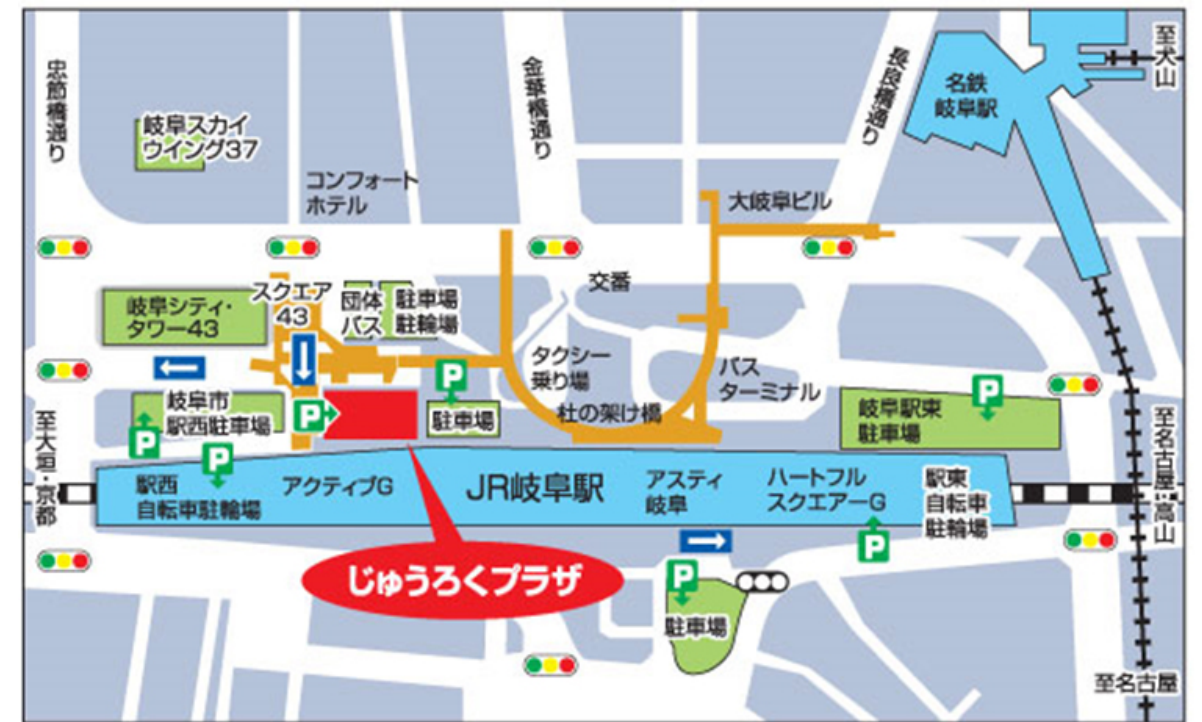 忠節橋通り
金華橋通り
長良橋通り
名鉄
岐阜駅
至犬山
岐阜スカイ
ウイング37
コンフォート
ホテル
大岐阜ビル
交番
岐阜シティ・
タワー43
スクエア
43
団体
バス
駐車場
駐輪場
タクシー
乗り場
バス
ターミナル
杜の架け橋
P
岐阜市
駅西駐車場
P
P
P
駐車場
P
岐阜駅東
駐車場
至大垣・京都
至名古屋・高山
駅西
自転車駐輪場
アクティブG
JR岐阜駅
アスティ
岐阜
ハートフル
スクエアーG
駅東
自転車
駐輪場
P
じゅうろくプラザ
P
駐車場
至名古屋